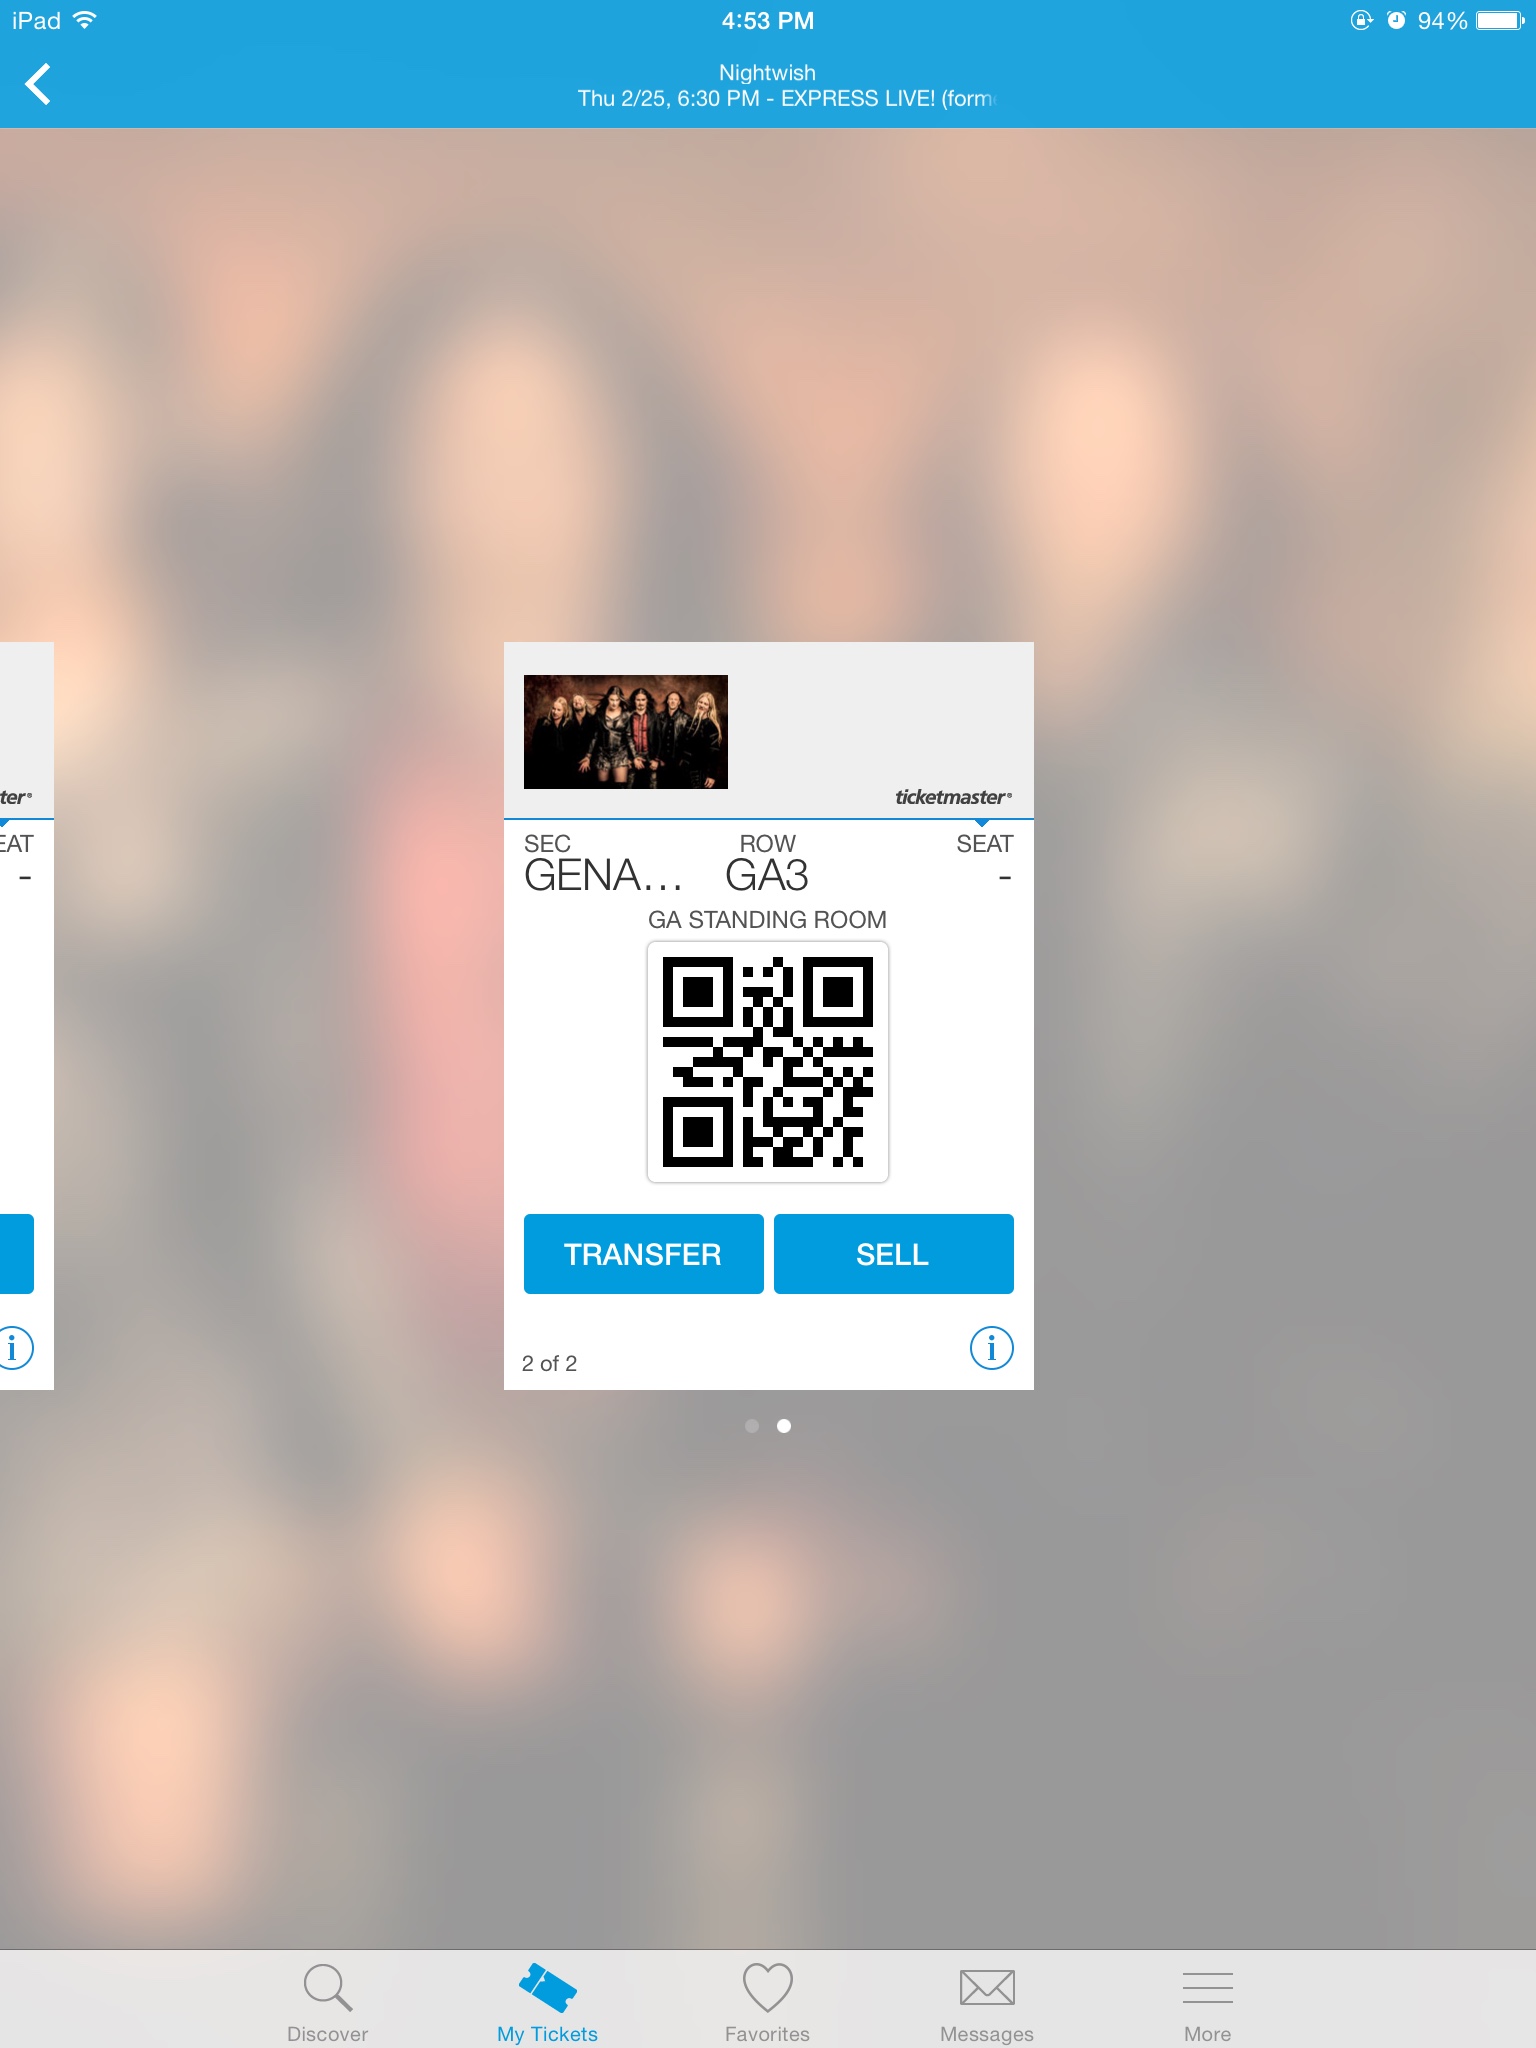 iPad 4:53 PM 94%
Nightwish
Thu 2/25, 6:30 PM - EXPRESS LIVE! (form
ter®
ticketmaster®
EAT
SEC ROW SEAT
-
GENA... GA3 -
GA STANDING ROOM
TRANSFER SELL
i
i
2 of 2
Discover My Tickets Favorites Messages More